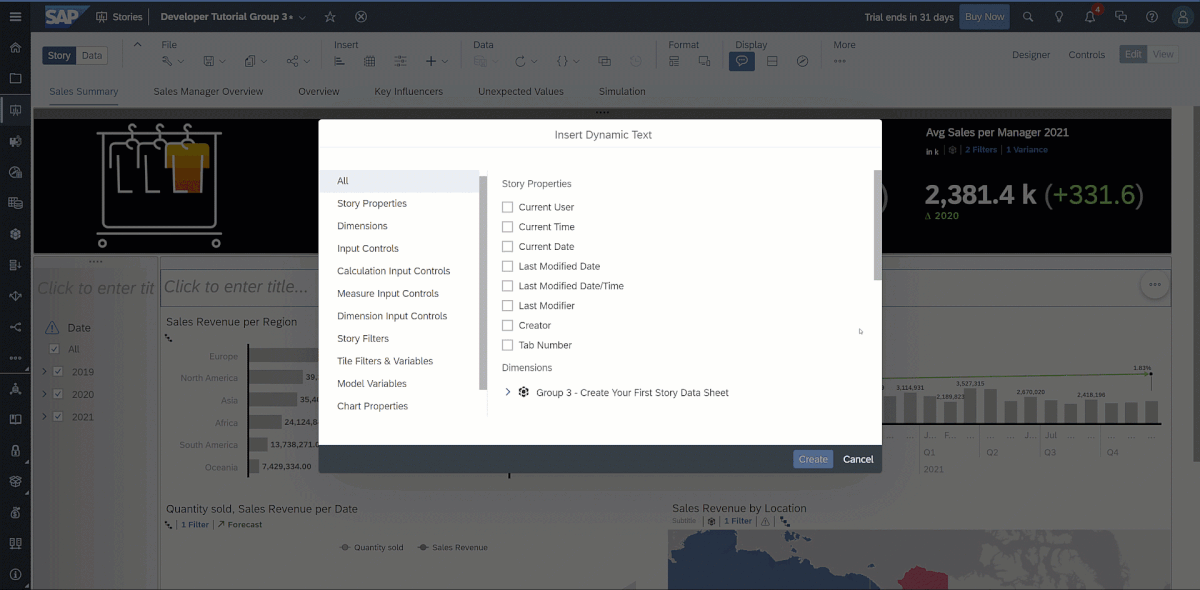 SAP
Stories
Developer Tutorial Group 3*
Trial ends in 31 days
Buy Now
4
Story
Data
File
Insert
Data
Format
Display
More
Designer
Controls
Edit
View
Sales Summary
Sales Manager Overview
Overview
Key Influencers
Unexpected Values
Simulation
Insert Dynamic Text
All
Story Properties
Dimensions
Input Controls
Calculation Input Controls
Measure Input Controls
Dimension Input Controls
Story Filters
Tile Filters & Variables
Model Variables
Chart Properties
Story Properties
Current User
Current Time
Current Date
Last Modified Date
Last Modified Date/Time
Last Modifier
Creator
Tab Number
Dimensions
Group 3 - Create Your First Story Data Sheet
Create
Cancel
Avg Sales per Manager 2021
in k
2 Filters
1 Variance
2,381.4 k (+331.6)
Δ 2020
Click to enter tit
Date
All
2019
2020
2021
Click to enter title...
Sales Revenue per Region
Europe
North America
39,
Asia
35,4
Africa
24,124,8
South America
13,738,271.0
Oceania
7,429,334.00
1.83%
3,114,931
2,189,823
3,527,315
2,870,020
2,418,196
... ... J... F... ... ... ... J... Jul ... ... ... ... ...
Q1
Q2
Q3
Q4
2021
Quantity sold, Sales Revenue per Date
1 Filter
Forecast
Quantity sold
Sales Revenue
Sales Revenue by Location
Subtitle
1 Filter